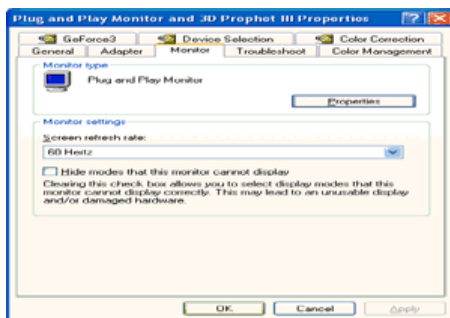 Plug and Play Monitor and 3D Prophet III Properties
GeForce3 Device Selection Color Correction
General Adapter Monitor Troubleshoot Color Management
Monitor type
Plug and Play Monitor
Properties
Monitor settings
Screen refresh rate:
60 Hertz
Hide modes that this monitor cannot display
Clearing this check box allows you to select display modes that this
monitor cannot display correctly. This may lead to an unusable display
and/or damaged hardware.
OK Cancel Apply